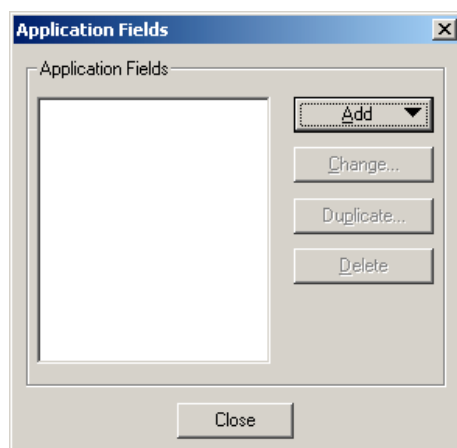 Application Fields
Application Fields
Add
Change...
Duplicate...
Delete
Close